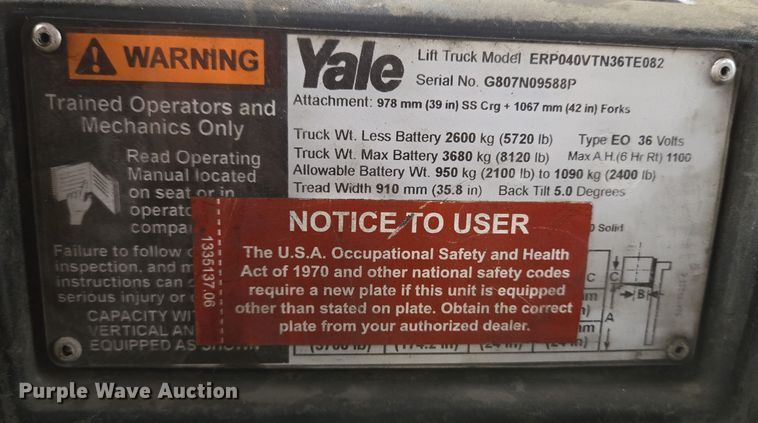 WARNING
Trained Operators and
Mechanics Only
Read Operating
Manual located
on seat or in
operato
compa
Failure to follow
inspection, and m
instructions can
serious injury or
CAPACITY WIT
VERTICAL AN
EQUIPPED AS SHOWN
Yale
Lift Truck Model ERP040VTN36TE082
Serial No. G807N09588P
Attachment: 978 mm (39 in) SS Crg + 1067 mm (42 in) Forks
Truck Wt. Less Battery 2600 kg (5720 lb) Type EO 36 Volts
Truck Wt. Max Battery 3680 kg (8120 lb) Max A.H.(6 Hr Rt) 1100
Allowable Battery Wt. 950 kg (2100 lb) to 1090 kg (2400 lb)
Tread Width 910 mm (35.8 in) Back Tilt 5.0 Degrees
Solid
C C
B
A
(24 in)
1335137 06
NOTICE TO USER
The U.S.A. Occupational Safety and Health
Act of 1970 and other national safety codes
require a new plate if this unit is equipped
other than stated on plate. Obtain the correct
plate from your authorized dealer.
Purple Wave Auction